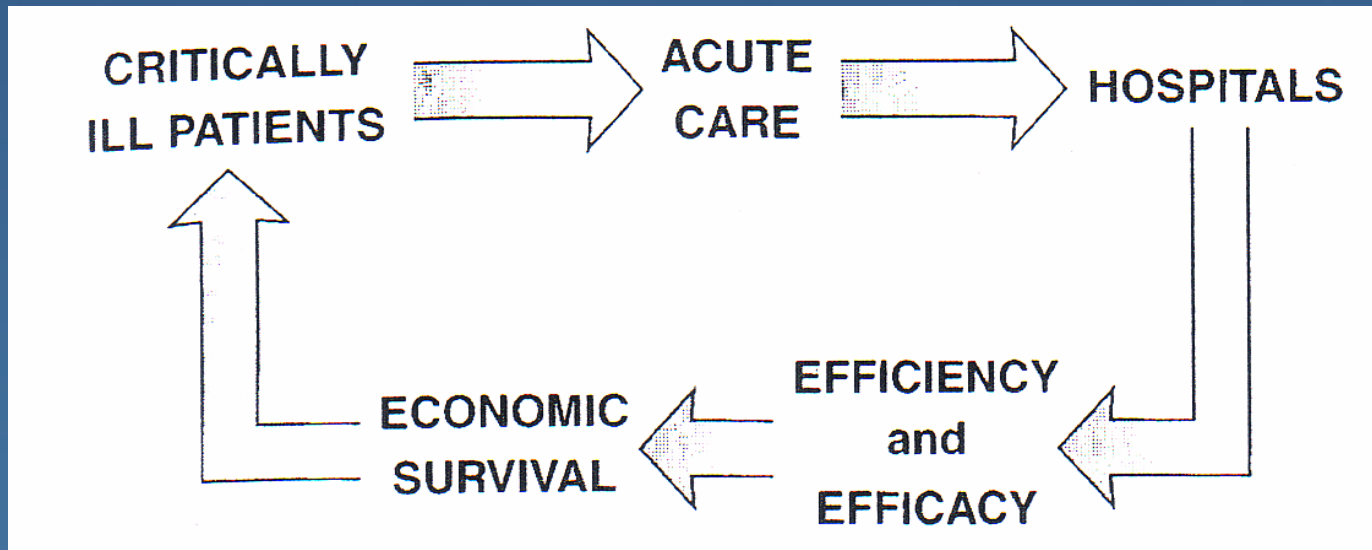 CRITICALLY
ILL PATIENTS
ACUTE
CARE
HOSPITALS
EFFICIENCY
and
EFFICACY
ECONOMIC
SURVIVAL